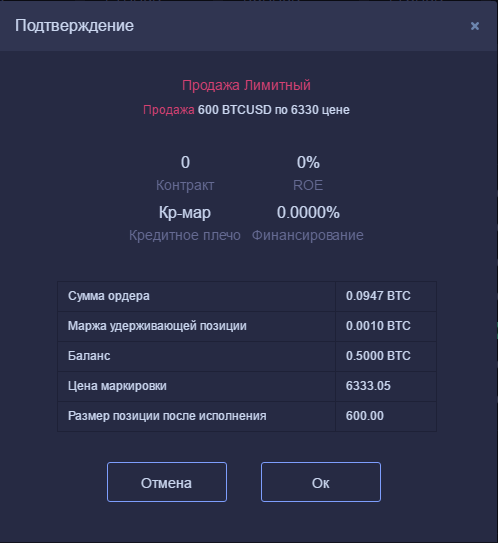 Подтверждение ×
Продажа Лимитный
Продажа 600 BTCUSD по 6330 цене
0 0%
Контракт ROE
Кр-мар 0.0000%
Кредитное плечо Финансирование
Сумма ордера 0.0947 BTC
Маржа удерживающей позиции 0.0010 BTC
Баланс 0.5000 BTC
Цена маркировки 6333.05
Размер позиции после исполнения 600.00
Отмена Ок